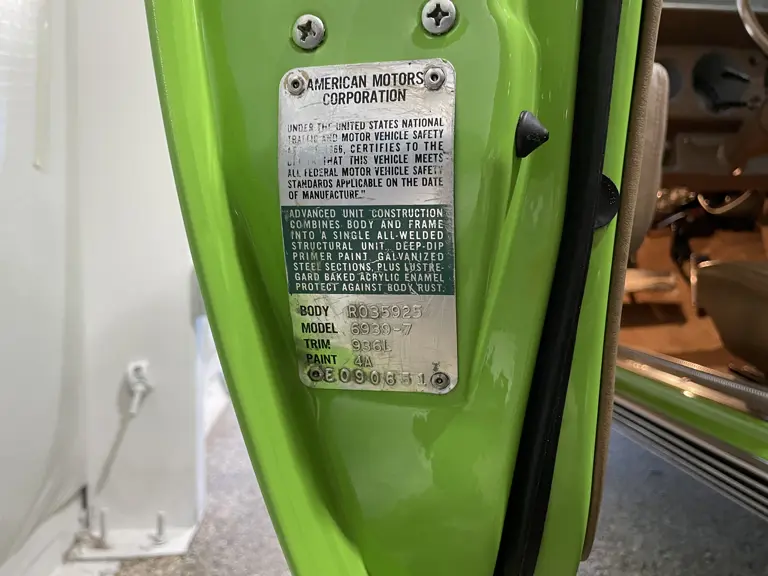 AMERICAN MOTORS
CORPORATION
UNDER THE UNITED STATES NATIONAL
TRAFFIC AND MOTOR VEHICLE SAFETY
CERTIFIES TO THE
THAT THIS VEHICLE MEETS
ALL FEDERAL MOTOR VEHICLE SAFETY
STANDARDS APPLICABLE ON THE DATE
OF MANUFACTURE."
ADVANCED UNIT CONSTRUCTION
COMBINES BODY AND FRAME
INTO A SINGLE ALL-WELDED
STRUCTURAL UNIT. DEEP-DIP
PRIMER PAINT, GALVANIZED
STEEL SECTIONS, PLUS LUSTRE-
GARD BAKED ACRYLIC ENAMEL
PROTECT AGAINST BODY RUST.
BODY R035925
MODEL 6939-7
TRIM 936L
PAINT 4A
E090651